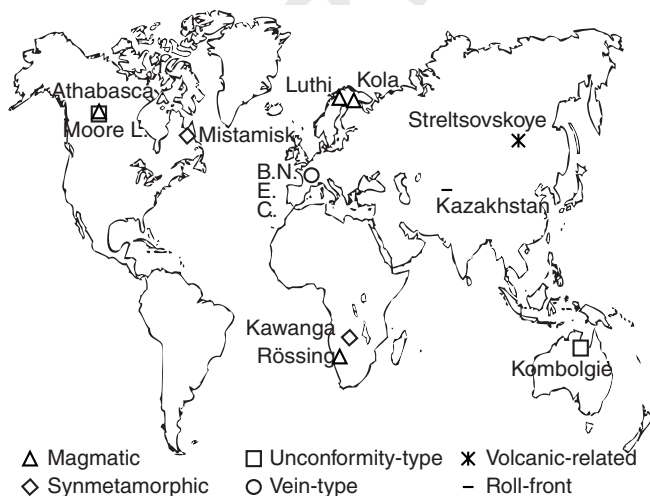 Athabasca
Moore L.
Mistamisk
Luthi
Kola
Streltsovskoye
B.N.
E.
C.
Kazakhstan
Kawanga
Rössing
Kombolgie
Magmatic
Unconformity-type
Volcanic-related
Synmetamorphic
Vein-type
Roll-front